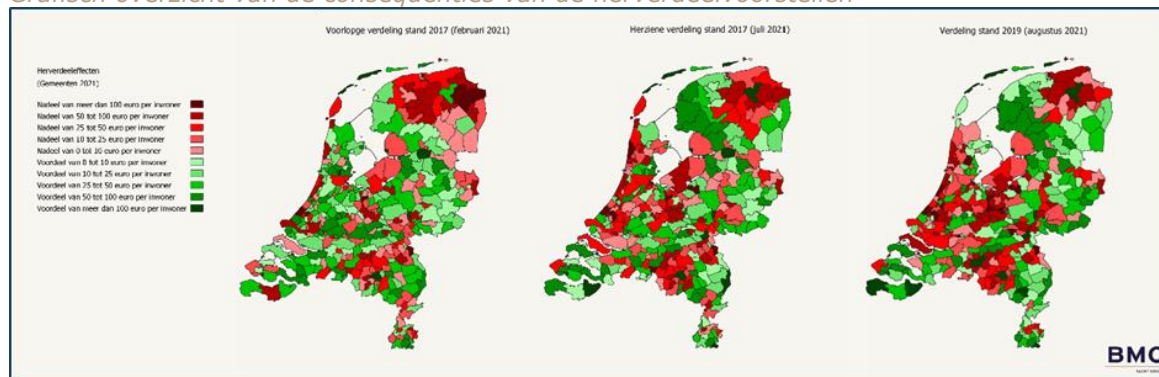 Grafisch overzicht van de consequenties van de herverdeelvoorstellen
Voorlopge verdeling stand 2017 (februari 2021)
Herziene verdeling stand 2017 (juli 2021)
Verdeling stand 2019 (augustus 2021)
Herverdeeleffecten
(Gemeenten 2021)
Nadeel van meer dan 100 euro per inwoner
Nadeel van 50 tot 100 euro per inwoner
Nadeel van 25 tot 50 euro per inwoner
Nadeel van 10 tot 25 euro per inwoner
Nadeel van 0 tot 10 euro per inwoner
Voordeel van 0 tot 10 euro per inwoner
Voordeel van 10 tot 25 euro per inwoner
Voordeel van 25 tot 50 euro per inwoner
Voordeel van 50 tot 100 euro per inwoner
Voordeel van meer dan 100 euro per inwoner
BMC